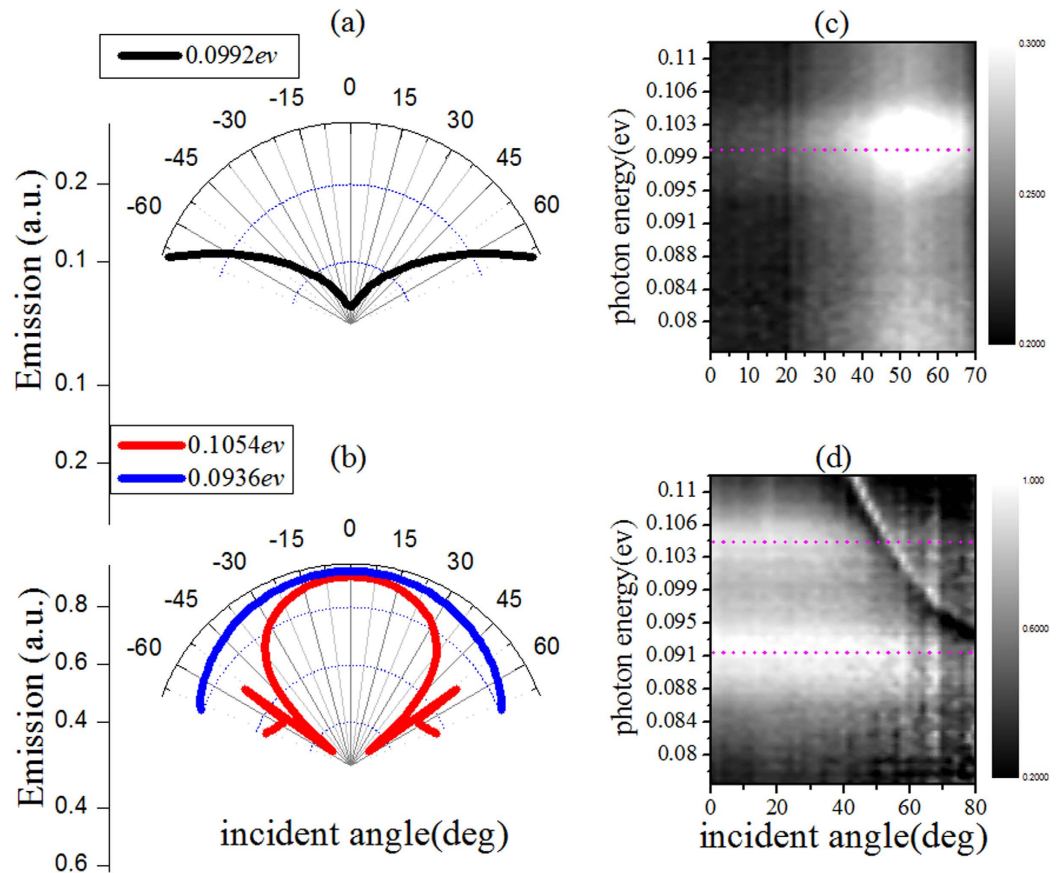 (a)
0.0992ev
-60 -45 -30 -15 0 15 30 45 60
Emission (a.u.)
0.2
0.1
0.1
0.2
(b)
0.1054ev
0.0936ev
-60 -45 -30 -15 0 15 30 45 60
Emission (a.u.)
0.8
0.6
0.4
0.4
0.6
incident angle(deg)
(c)
photon energy(ev)
0.11
0.106
0.103
0.099
0.095
0.091
0.088
0.084
0.08
0 10 20 30 40 50 60 70
0.3000
0.2500
0.2000
(d)
photon energy(ev)
0.11
0.106
0.103
0.099
0.095
0.091
0.088
0.084
0.08
0 20 40 60 80
incident angle(deg)
1.000
0.6000
0.2000